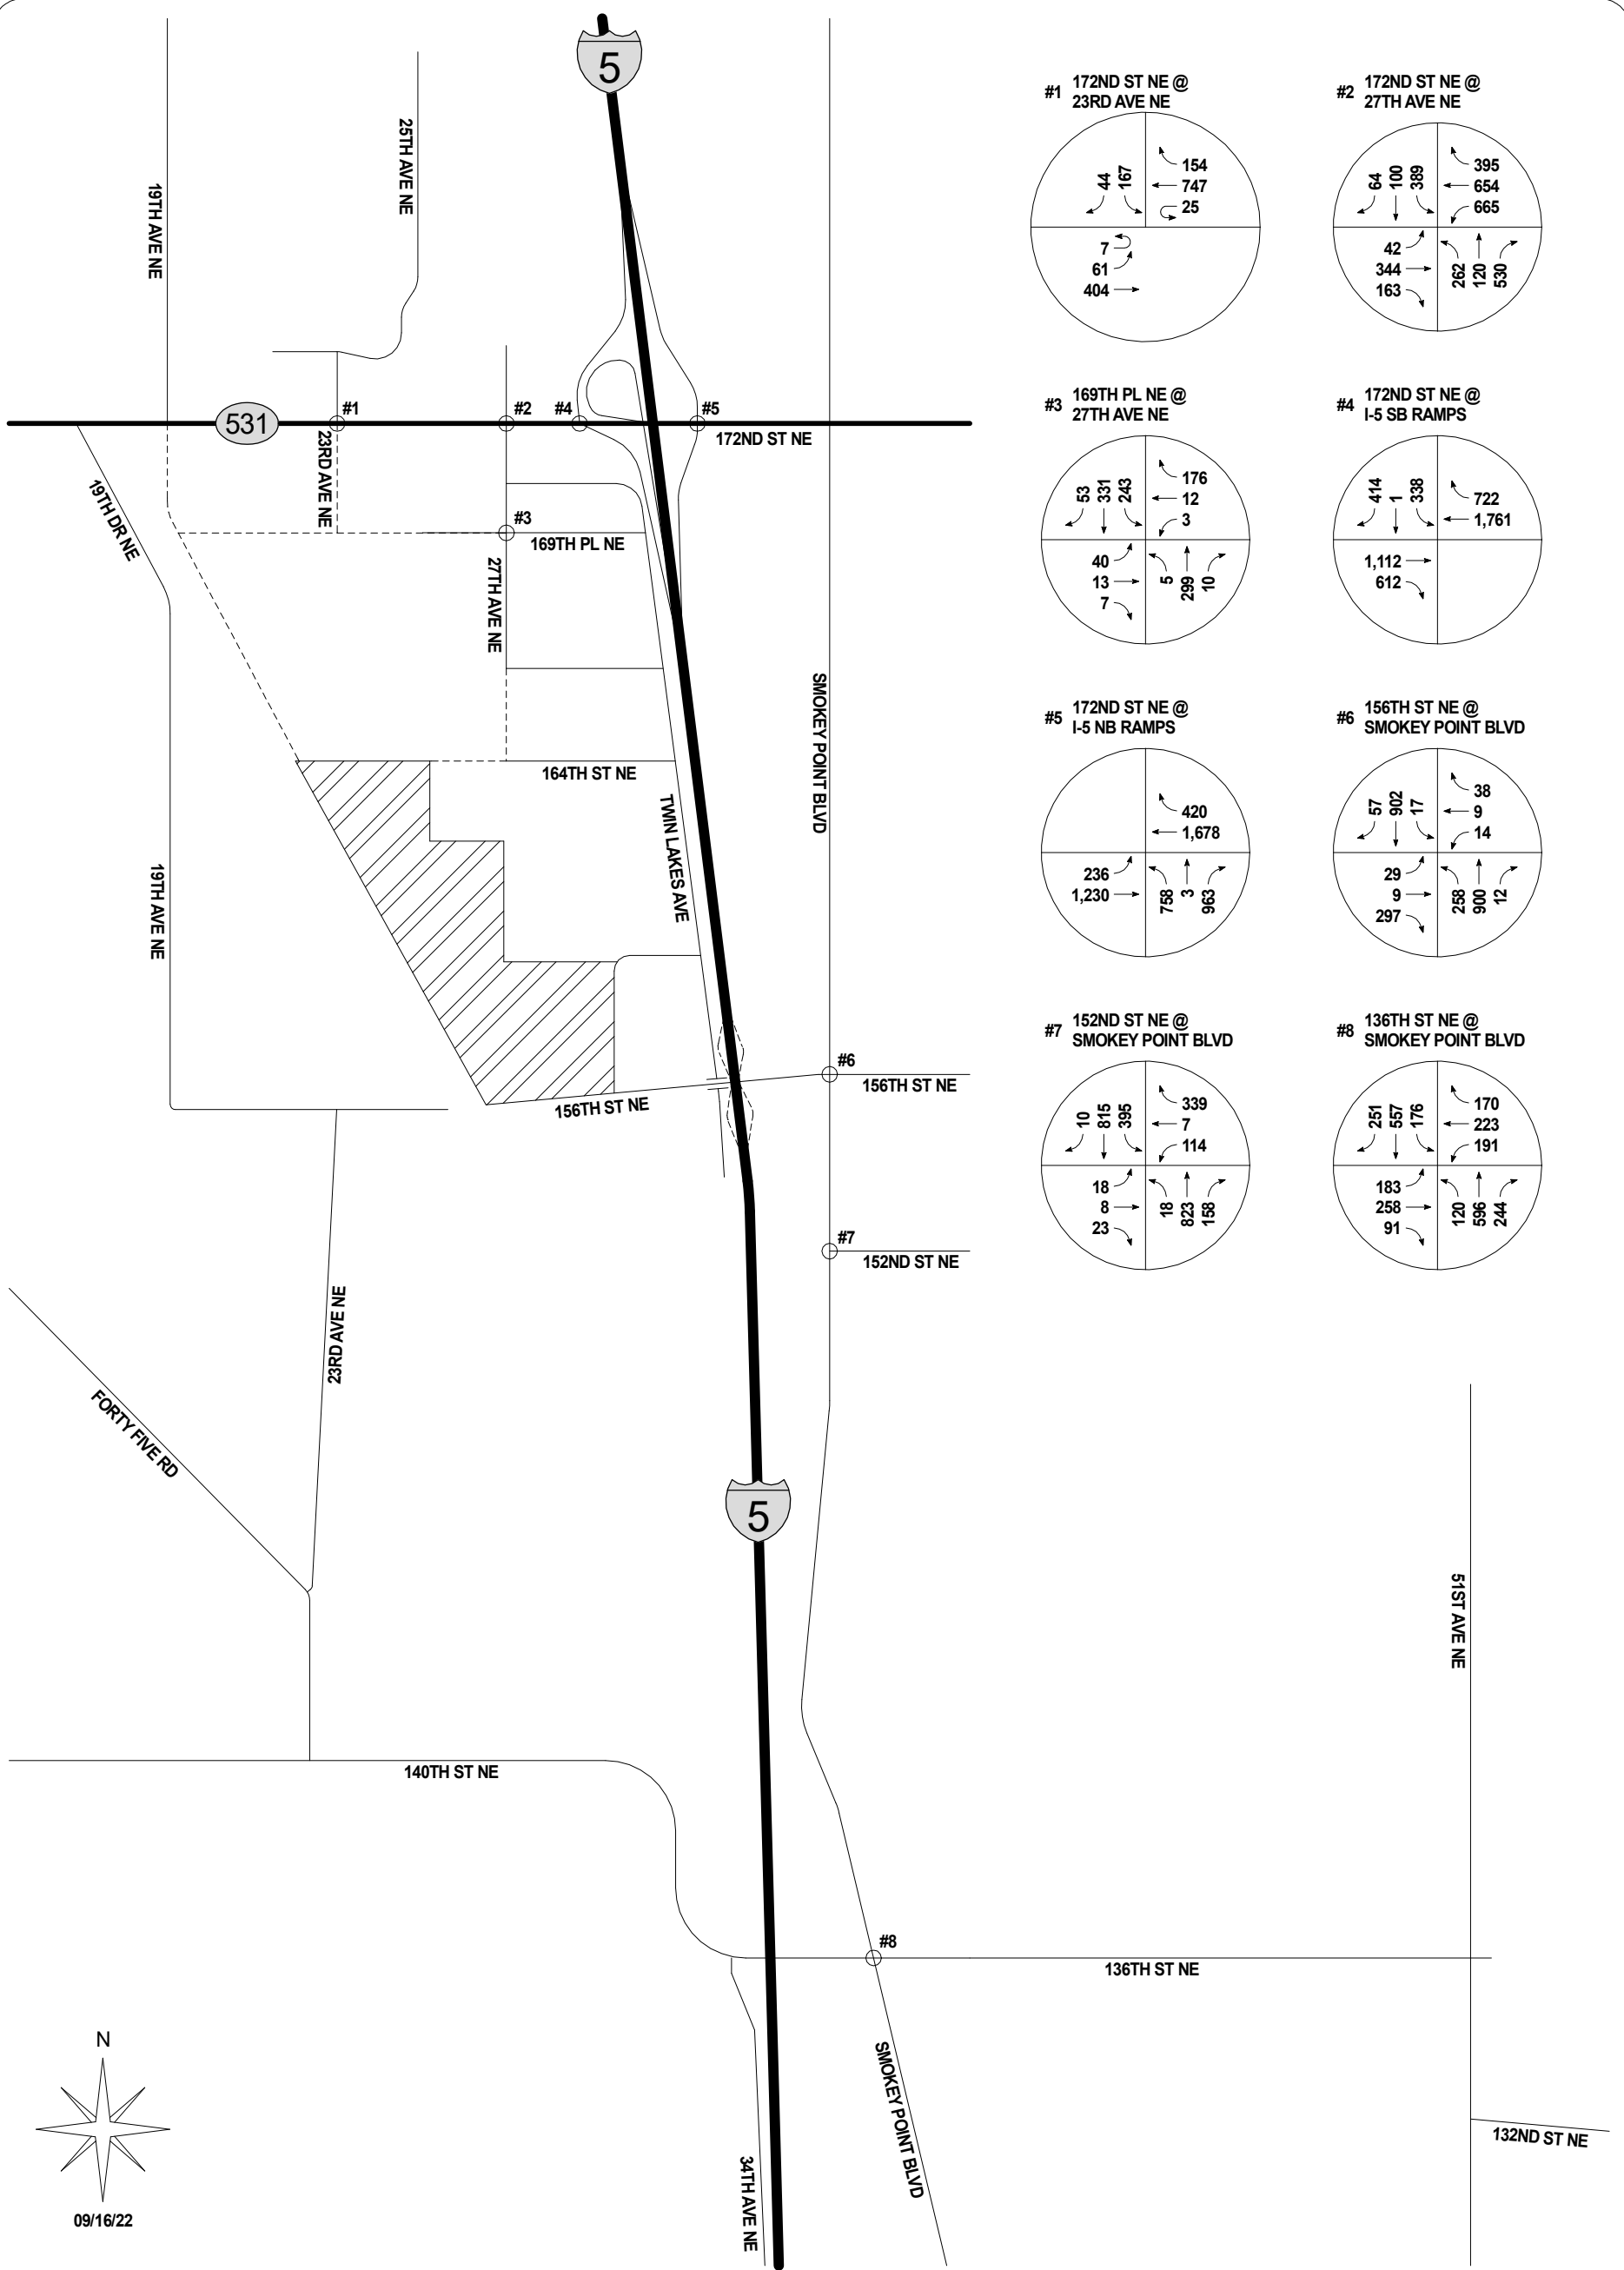 5
19TH AVE NE
25TH AVE NE
531
#1
#2
#4
#5
172ND ST NE
23RD AVE NE
19TH DR NE
#3
169TH PL NE
27TH AVE NE
SMOKEY POINT BLVD
164TH ST NE
TWIN LAKES AVE
19TH AVE NE
#6
156TH ST NE
156TH ST NE
#7
152ND ST NE
23RD AVE NE
FORTY FIVE RD
5
51ST AVE NE
140TH ST NE
#8
136TH ST NE
SMOKEY POINT BLVD
34TH AVE NE
132ND ST NE
N
09/16/22
#1 172ND ST NE @
23RD AVE NE
44 167
154
747
25
7
61
404
#2 172ND ST NE @
27TH AVE NE
64 100 389
395
654
665
42
344
163
262 120 530
#3 169TH PL NE @
27TH AVE NE
53 331 243
176
12
3
40
13
7
5 299 10
#4 172ND ST NE @
I-5 SB RAMPS
414 1 338
722
1,761
1,112
612
#5 172ND ST NE @
I-5 NB RAMPS
420
1,678
236
1,230
758 3 963
#6 156TH ST NE @
SMOKEY POINT BLVD
57 902 17
38
9
14
29
9
297
258 900 12
#7 152ND ST NE @
SMOKEY POINT BLVD
10 815 395
339
7
114
18
8
23
18 823 158
#8 136TH ST NE @
SMOKEY POINT BLVD
251 557 176
170
223
191
183
258
91
120 596 244